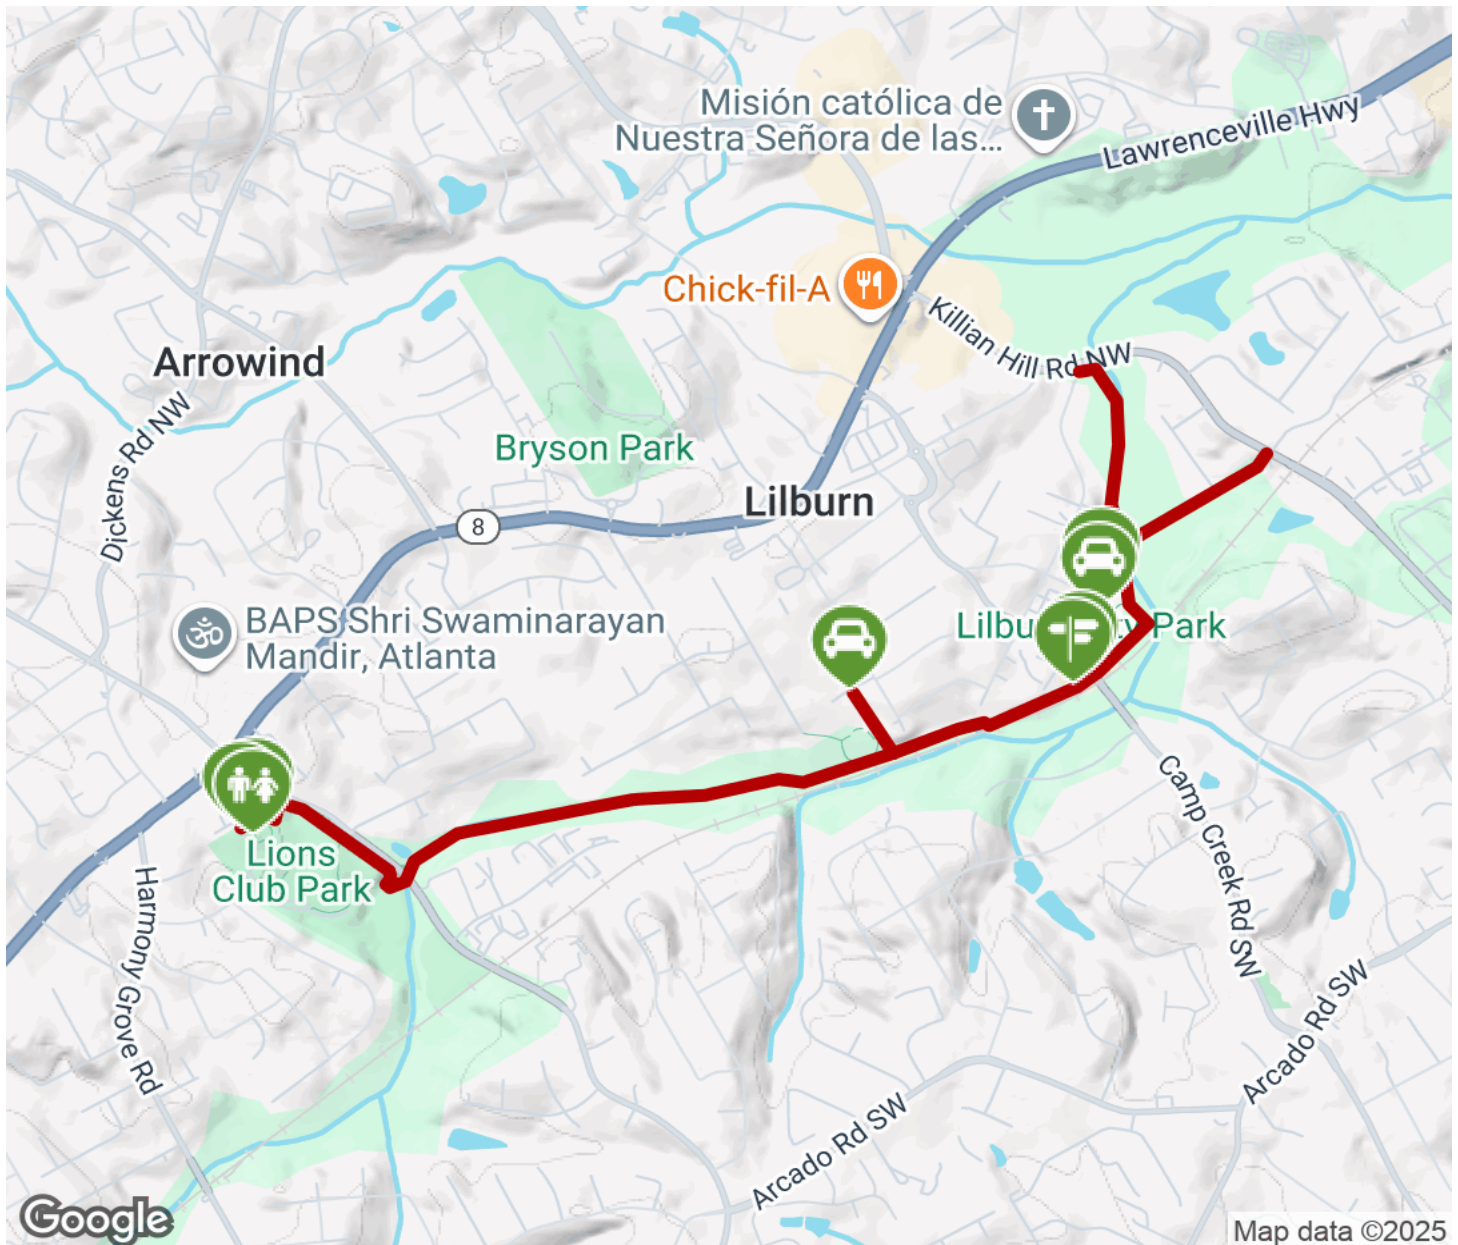 Misión católica de
Nuestra Señora de las...
Lawrenceville Hwy
Chick-fil-A
Killian Hill Rd NW
Arrowind
Dickens Rd NW
Bryson Park
Lilburn
8
BAPS Shri Swaminarayan
Mandir, Atlanta
Lilbu
y Park
Lions
Club Park
Harmony Grove Rd
Camp Creek Rd SW
Arcado Rd SW
Arcado Rd SW
Google
Map data ©2025